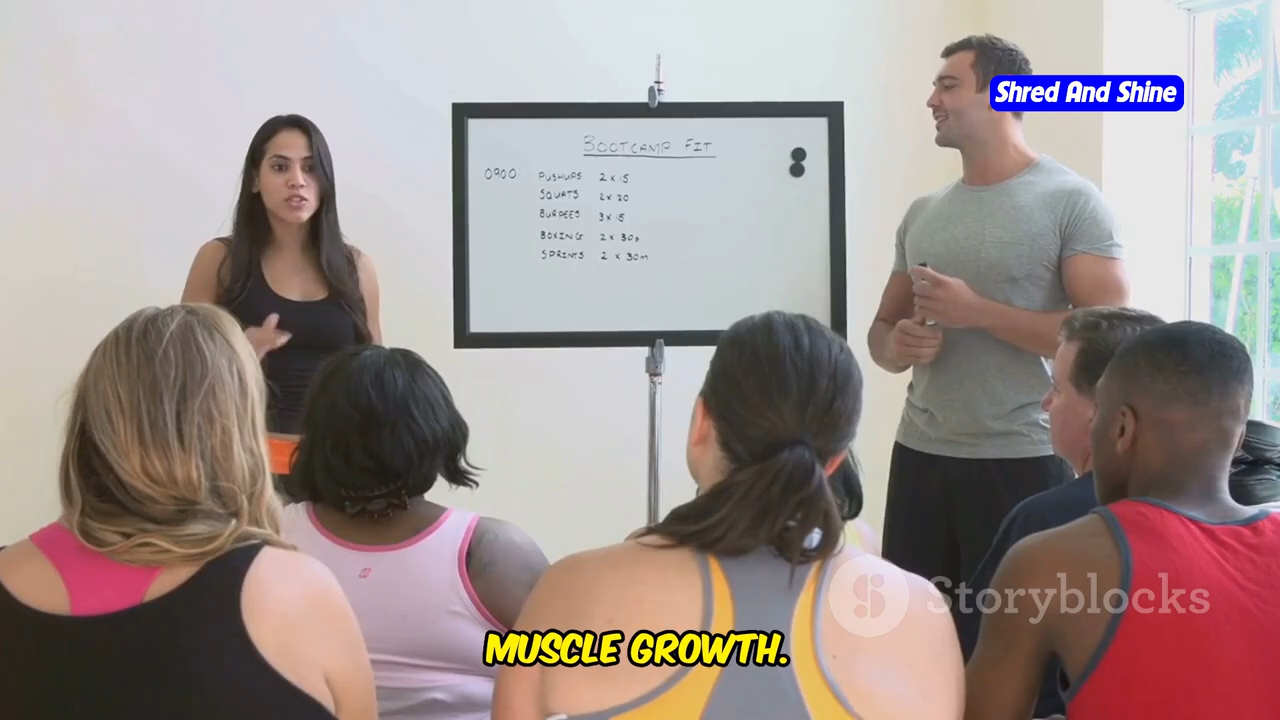 Shred And Shine
BOOTCAMP FIT
0900: PUSHUPS 2 x 15
SQUATS 2 x 20
BURPEES 3 x 15
BOXING 2 x 30s
SPRINTS 2 x 30m
Storyblocks
MUSCLE GROWTH.